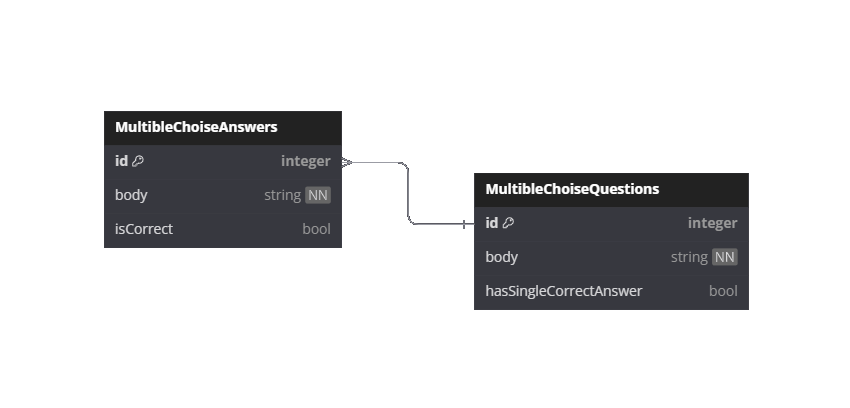 MultibleChoiseAnswers
id integer
body string NN
isCorrect bool
MultibleChoiseQuestions
id integer
body string NN
hasSingleCorrectAnswer bool